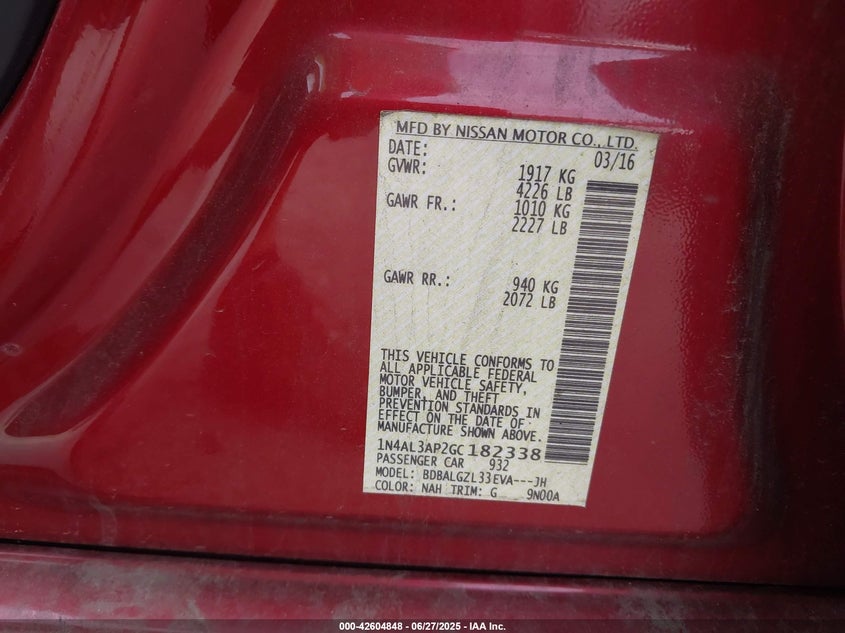 MFD BY NISSAN MOTOR CO., LTD.
DATE: 03/16
GVWR: 1917 KG
4226 LB
GAWR FR.: 1010 KG
2227 LB
GAWR RR.: 940 KG
2072 LB
THIS VEHICLE CONFORMS TO
ALL APPLICABLE FEDERAL
MOTOR VEHICLE SAFETY,
BUMPER, AND THEFT
PREVENTION STANDARDS IN
EFFECT ON THE DATE OF
MANUFACTURE SHOWN ABOVE.
1N4AL3AP2GC182338
PASSENGER CAR 932
MODEL: BDBALGZL33EVA---JH
COLOR: NAH TRIM: G 9N00A
000-42604848 | 06/27/2025 - IAA Inc.